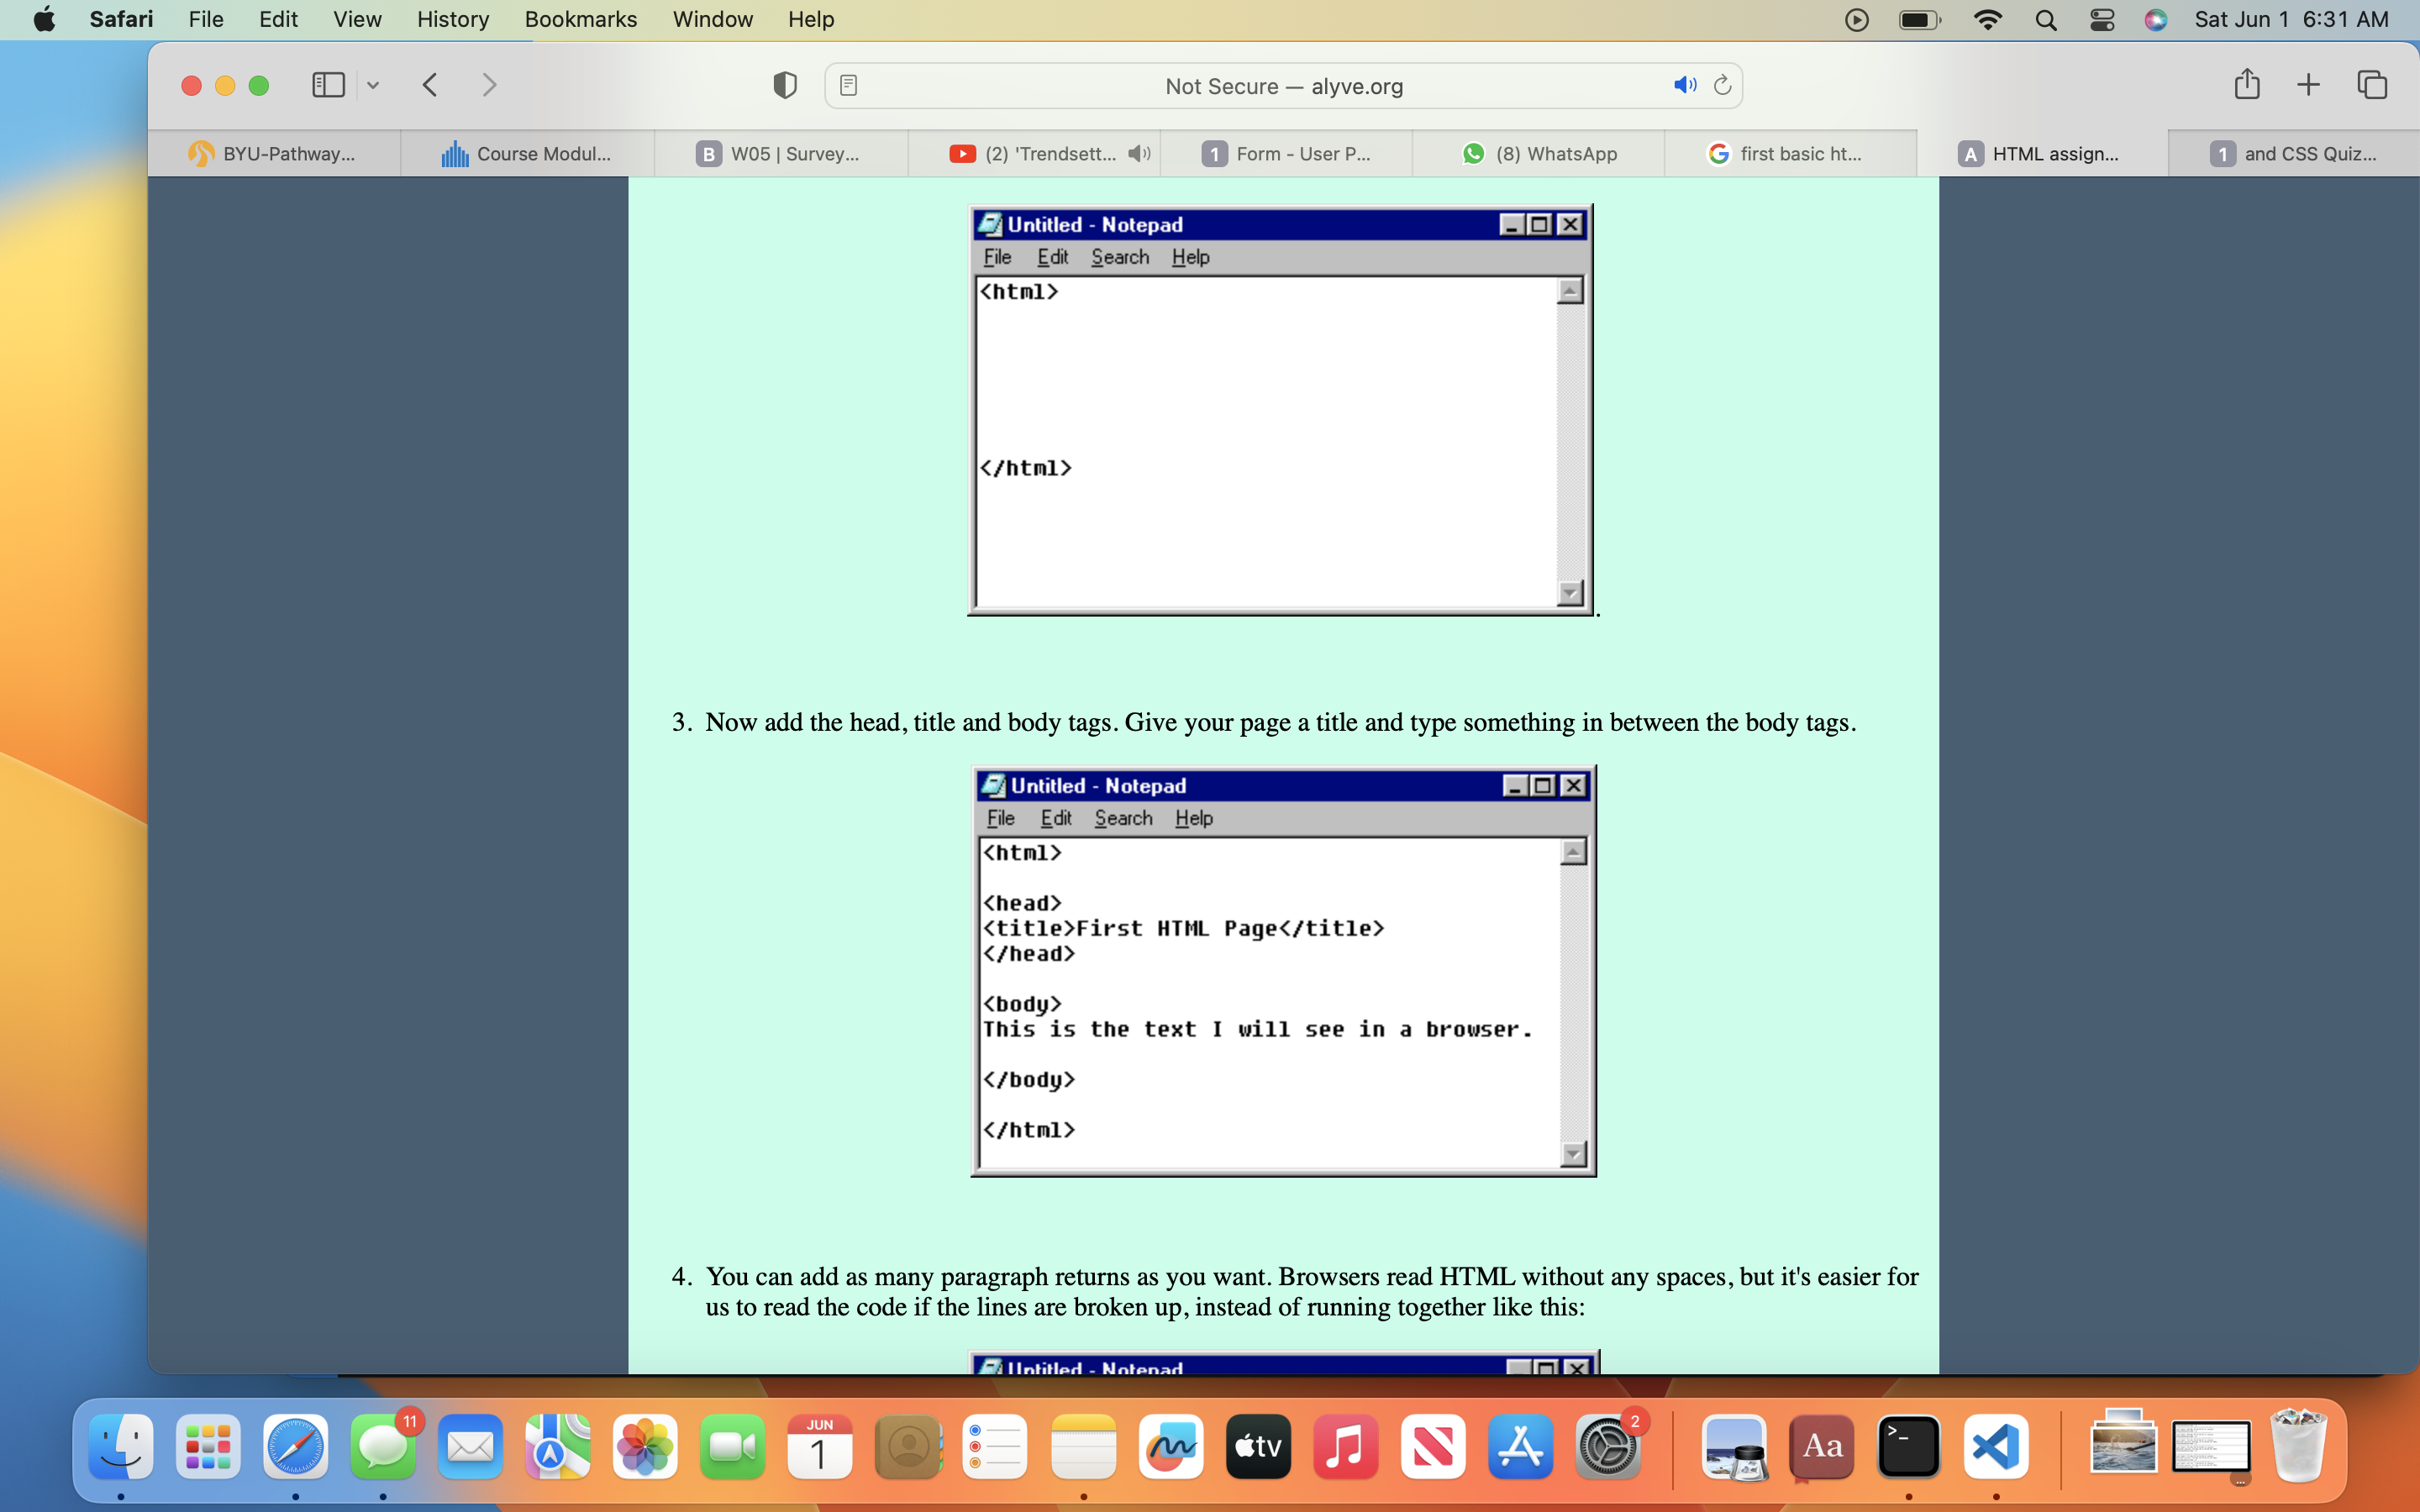 Safari File Edit View History Bookmarks Window Help Sat Jun 1 6:31 AM
Not Secure — alyve.org
BYU-Pathway... Course Modul... B W05 | Survey... (2) 'Trendsett... 1 Form - User P... (8) WhatsApp G first basic ht... A HTML assign... 1 and CSS Quiz...
Untitled - Notepad
File Edit Search Help
<html>
</html>
.
3. Now add the head, title and body tags. Give your page a title and type something in between the body tags.
Untitled - Notepad
File Edit Search Help
<html>
<head>
<title>First HTML Page</title>
</head>
<body>
This is the text I will see in a browser.
</body>
</html>
4. You can add as many paragraph returns as you want. Browsers read HTML without any spaces, but it's easier for
us to read the code if the lines are broken up, instead of running together like this:
Untitled - Notepad
11 JUN 1 tv 2 Aa >_